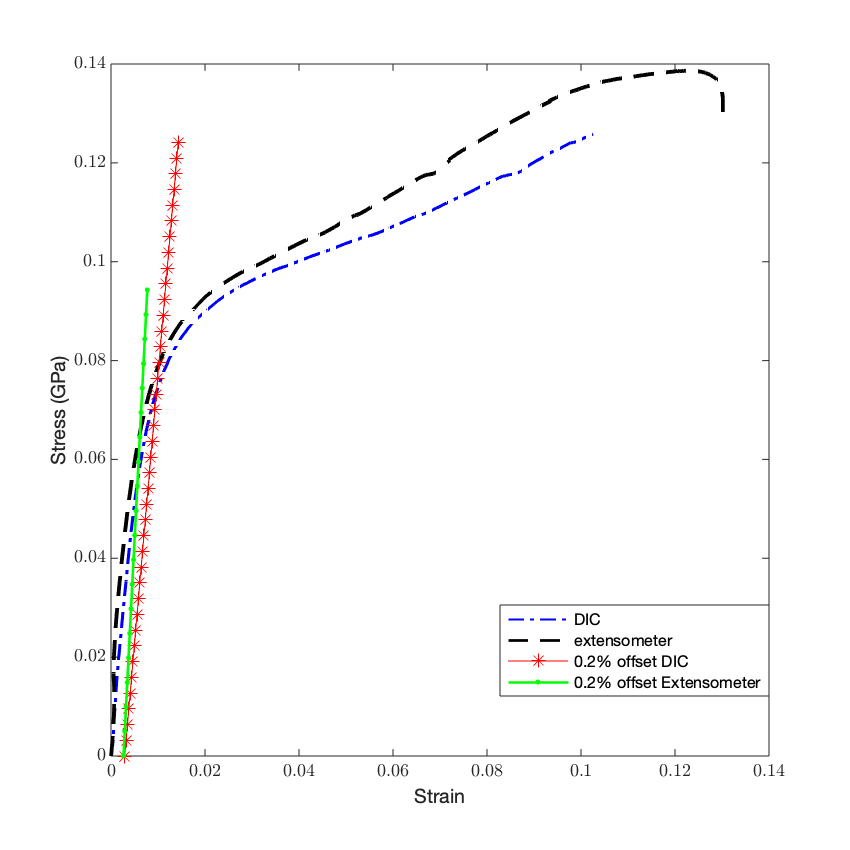 0.14
0.12
0.1
0.08
0.06
0.04
0.02
0
Stress (GPa)
DIC
extensometer
0.2% offset DIC
0.2% offset Extensometer
0 0.02 0.04 0.06 0.08 0.1 0.12 0.14
Strain